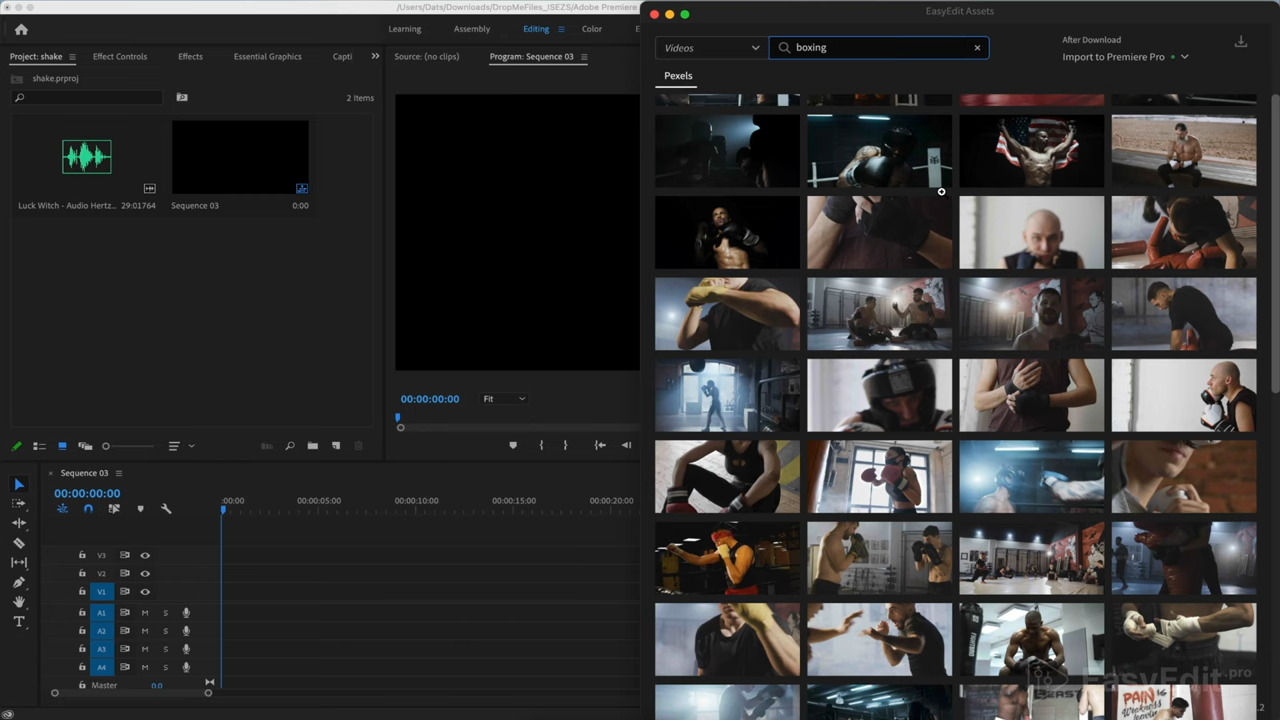 /Users/Dats/Downloads/DropMeFiles_ISEZS/Adobe Premiere
EasyEdit Assets
Learning
Assembly
Editing
Color
Videos
boxing
After Download
Import to Premiere Pro
Project: shake
Effect Controls
Effects
Essential Graphics
Capti
Source: (no clips)
Program: Sequence 03
Pexels
shake.prproj
2 Items
Luck Witch - Audio Hertz...
29:01764
Sequence 03
0:00
00:00:00:00
Fit
Sequence 03
00:00:00:00
:00:00
00:00:05:00
00:00:10:00
00:00:15:00
00:00:20:00
V3
V2
V1
A1 M S
A2 M S
A3 M S
A4 M S
Master
0.0
EasyEdit.pro
BEAST
PAIN IS